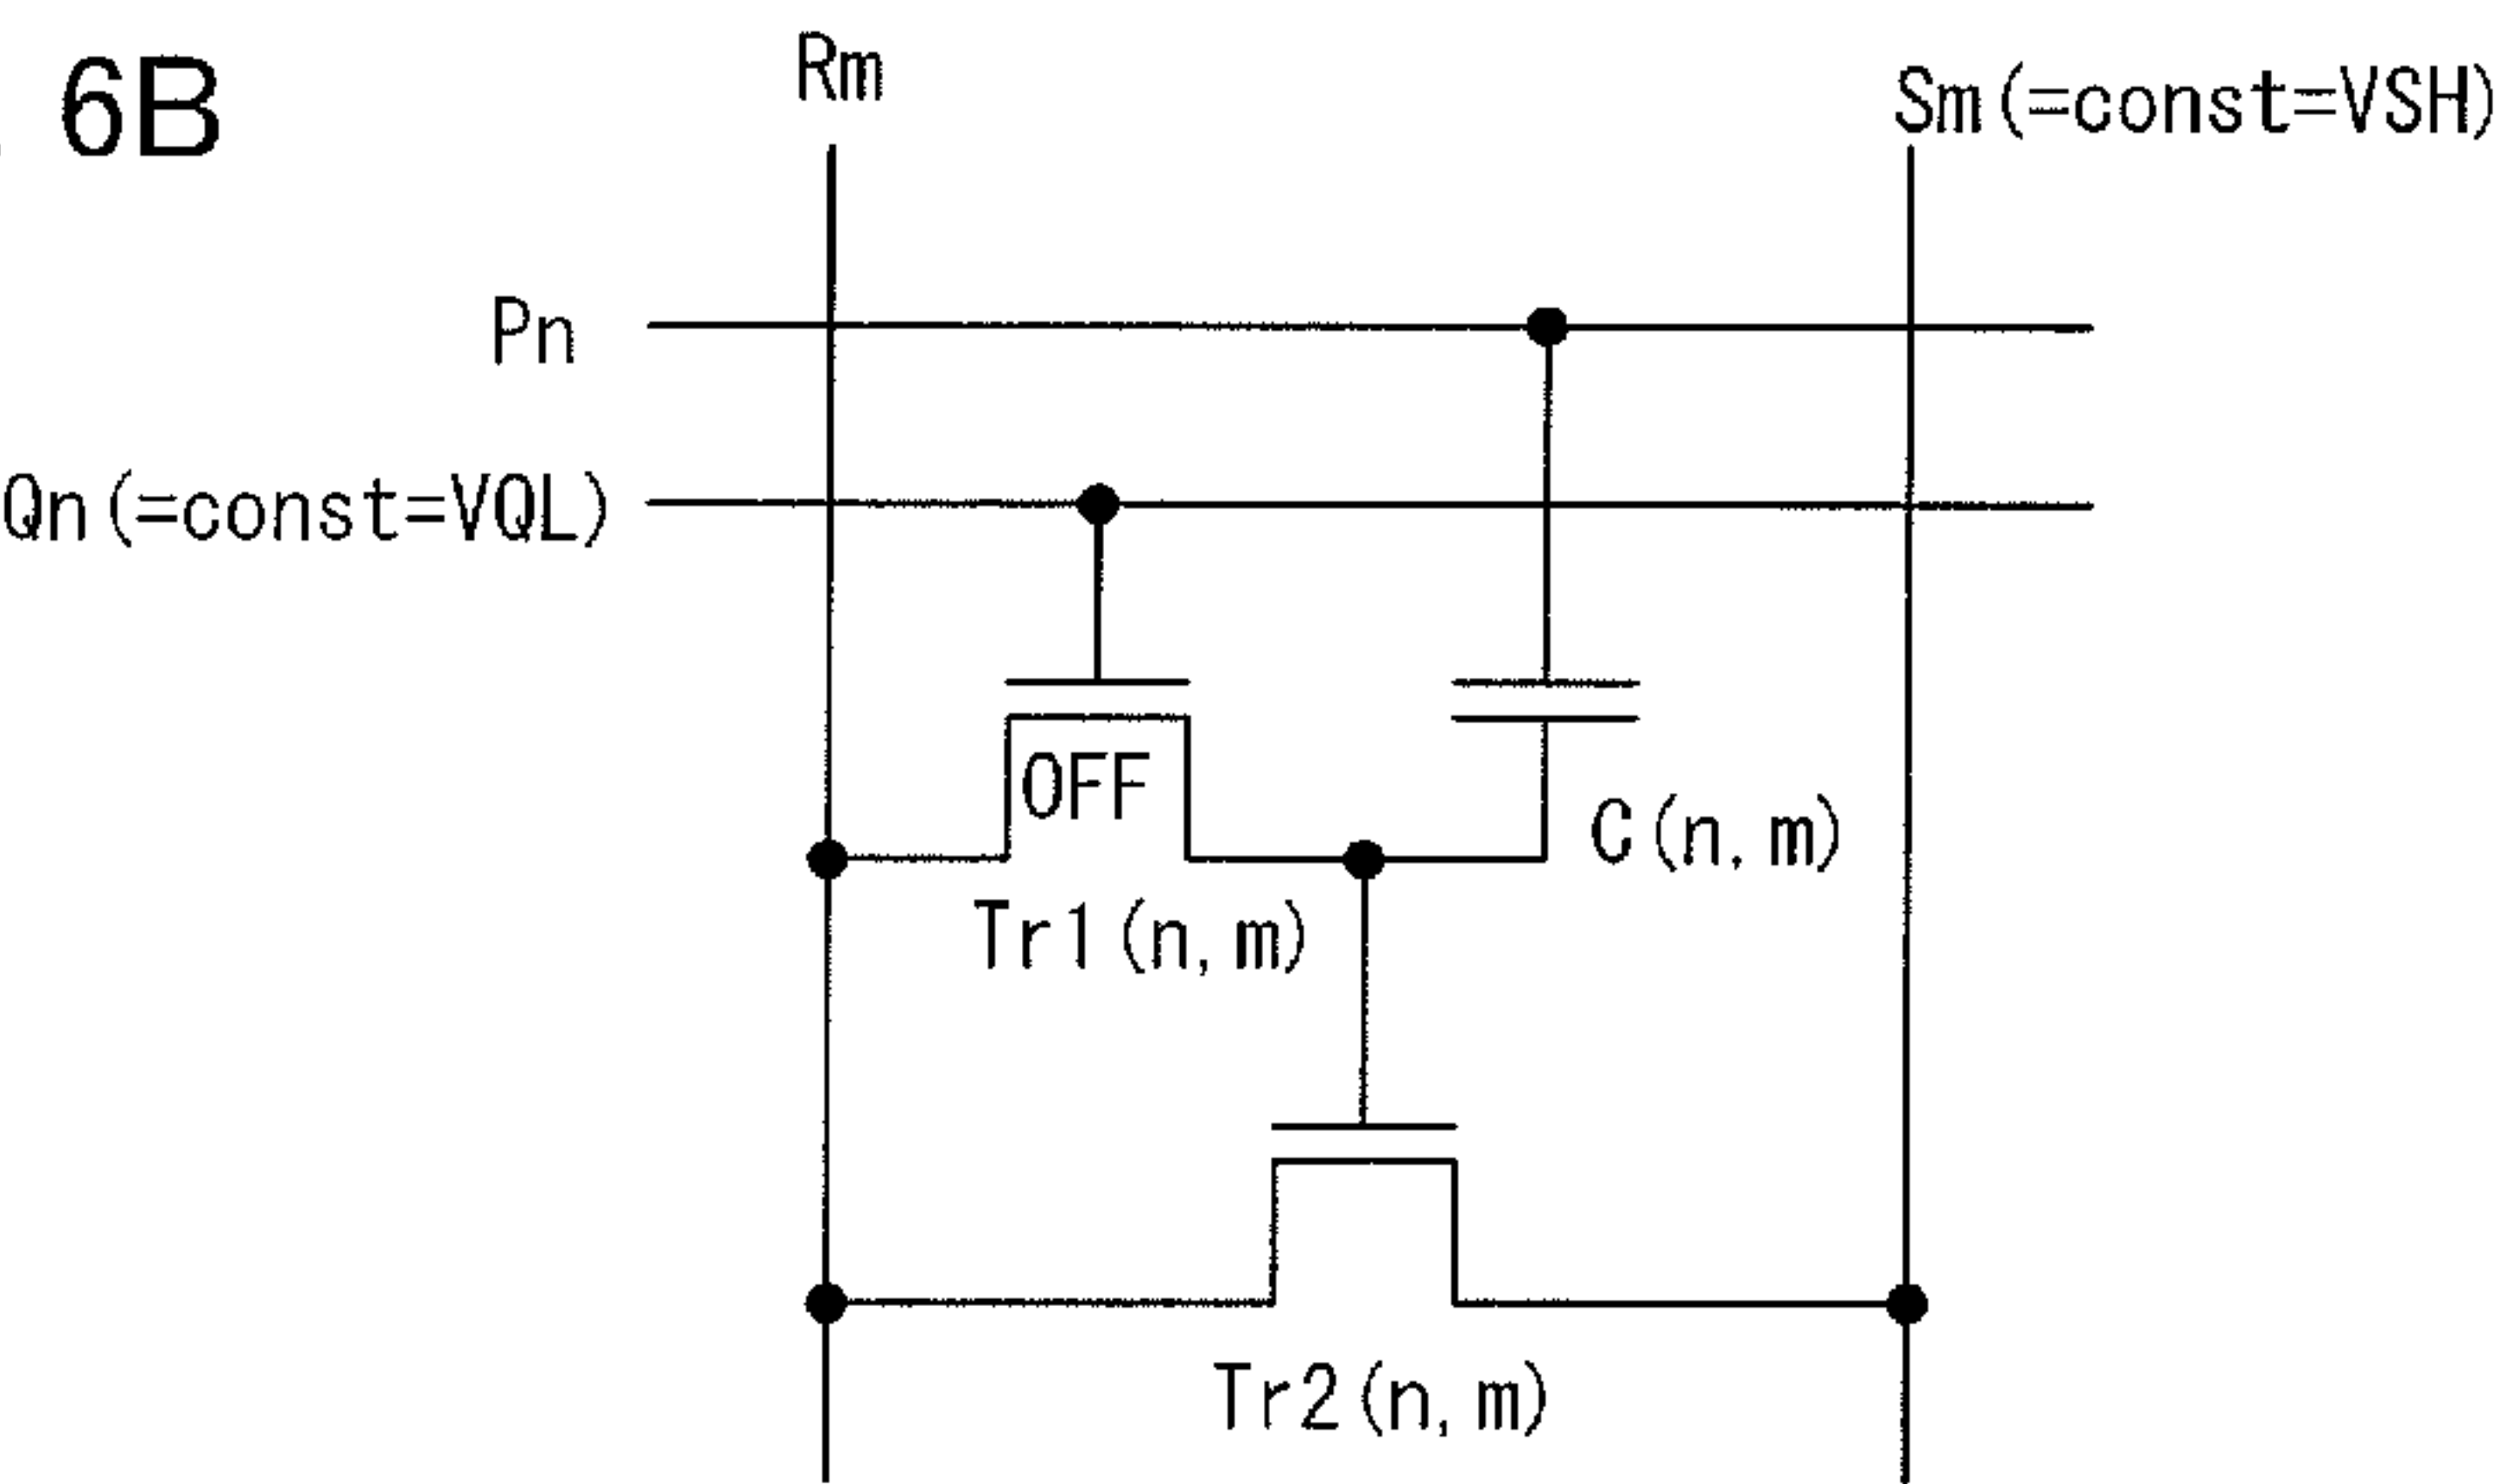 6B
Rm
Sm(=const=VSH)
Pn
Qn(=const=VQL)
OFF
C(n,m)
Tr1(n,m)
Tr2(n,m)